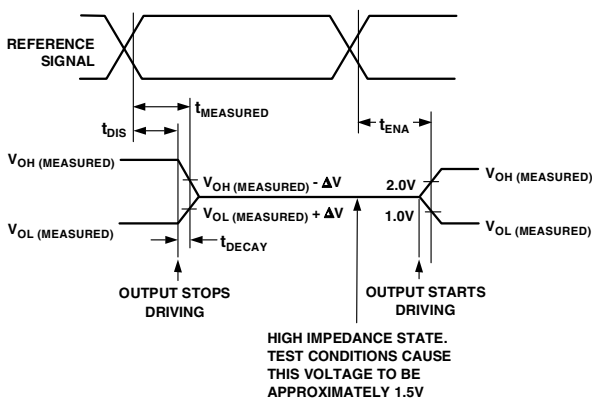 REFERENCE
SIGNAL
tMEASURED
tDIS
tENA
VOH (MEASURED)
VOH (MEASURED) - ΔV
2.0V
VOH (MEASURED)
VOL (MEASURED)
VOL (MEASURED) + ΔV
1.0V
VOL (MEASURED)
tDECAY
OUTPUT STOPS
DRIVING
OUTPUT STARTS
DRIVING
HIGH IMPEDANCE STATE.
TEST CONDITIONS CAUSE
THIS VOLTAGE TO BE
APPROXIMATELY 1.5V